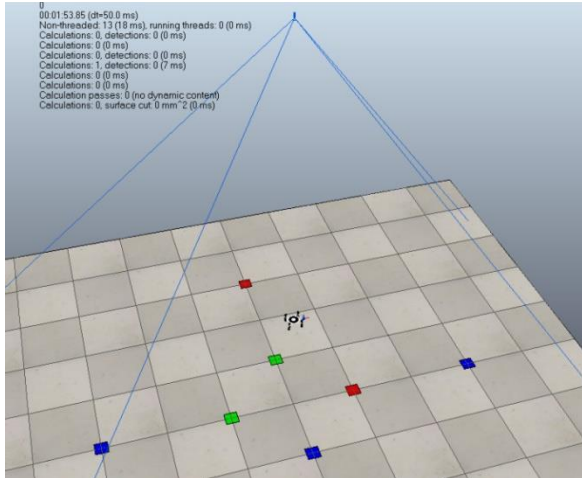 0
00:01:53.85 (dt=50.0 ms)
Non-threaded: 13 (18 ms), running threads: 0 (0 ms)
Calculations: 0, detections: 0 (0 ms)
Calculations: 0 (0 ms)
Calculations: 0, detections: 0 (0 ms)
Calculations: 1, detections: 0 (7 ms)
Calculations: 0 (0 ms)
Calculations: 0 (0 ms)
Calculation passes: 0 (no dynamic content)
Calculations: 0, surface cut: 0 mm^2 (0 ms)